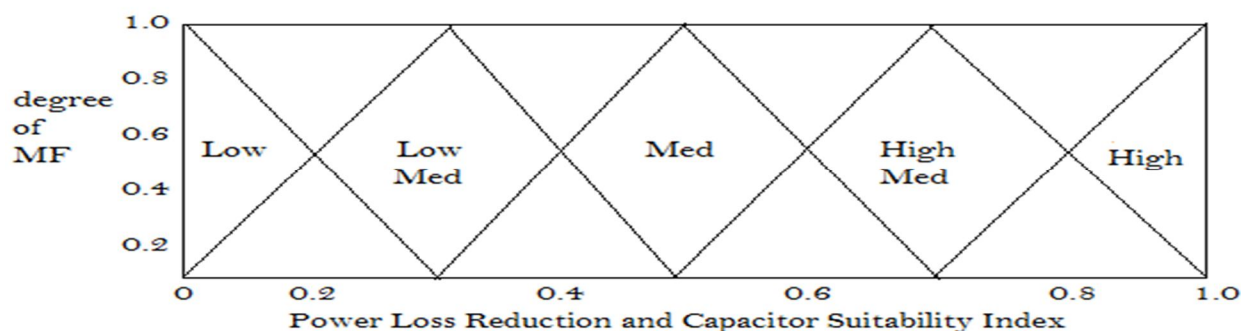 1.0
0.8
degree
of
MF
0.6
0.4
0.2
Low
Low
Med
Med
High
Med
High
0 0.2 0.4 0.6 0.8 1.0
Power Loss Reduction and Capacitor Suitability Index